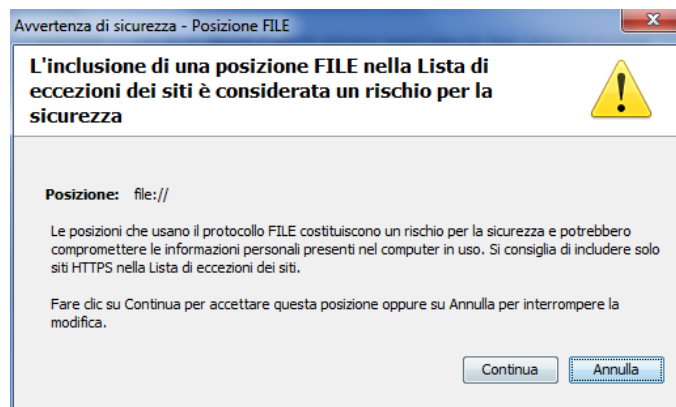 Avvertenza di sicurezza - Posizione FILE
L'inclusione di una posizione FILE nella Lista di
eccezioni dei siti è considerata un rischio per la
sicurezza
Posizione: file://
Le posizioni che usano il protocollo FILE costituiscono un rischio per la sicurezza e potrebbero
compromettere le informazioni personali presenti nel computer in uso. Si consiglia di includere solo
siti HTTPS nella Lista di eccezioni dei siti.
Fare clic su Continua per accettare questa posizione oppure su Annulla per interrompere la
modifica.
Continua Annulla